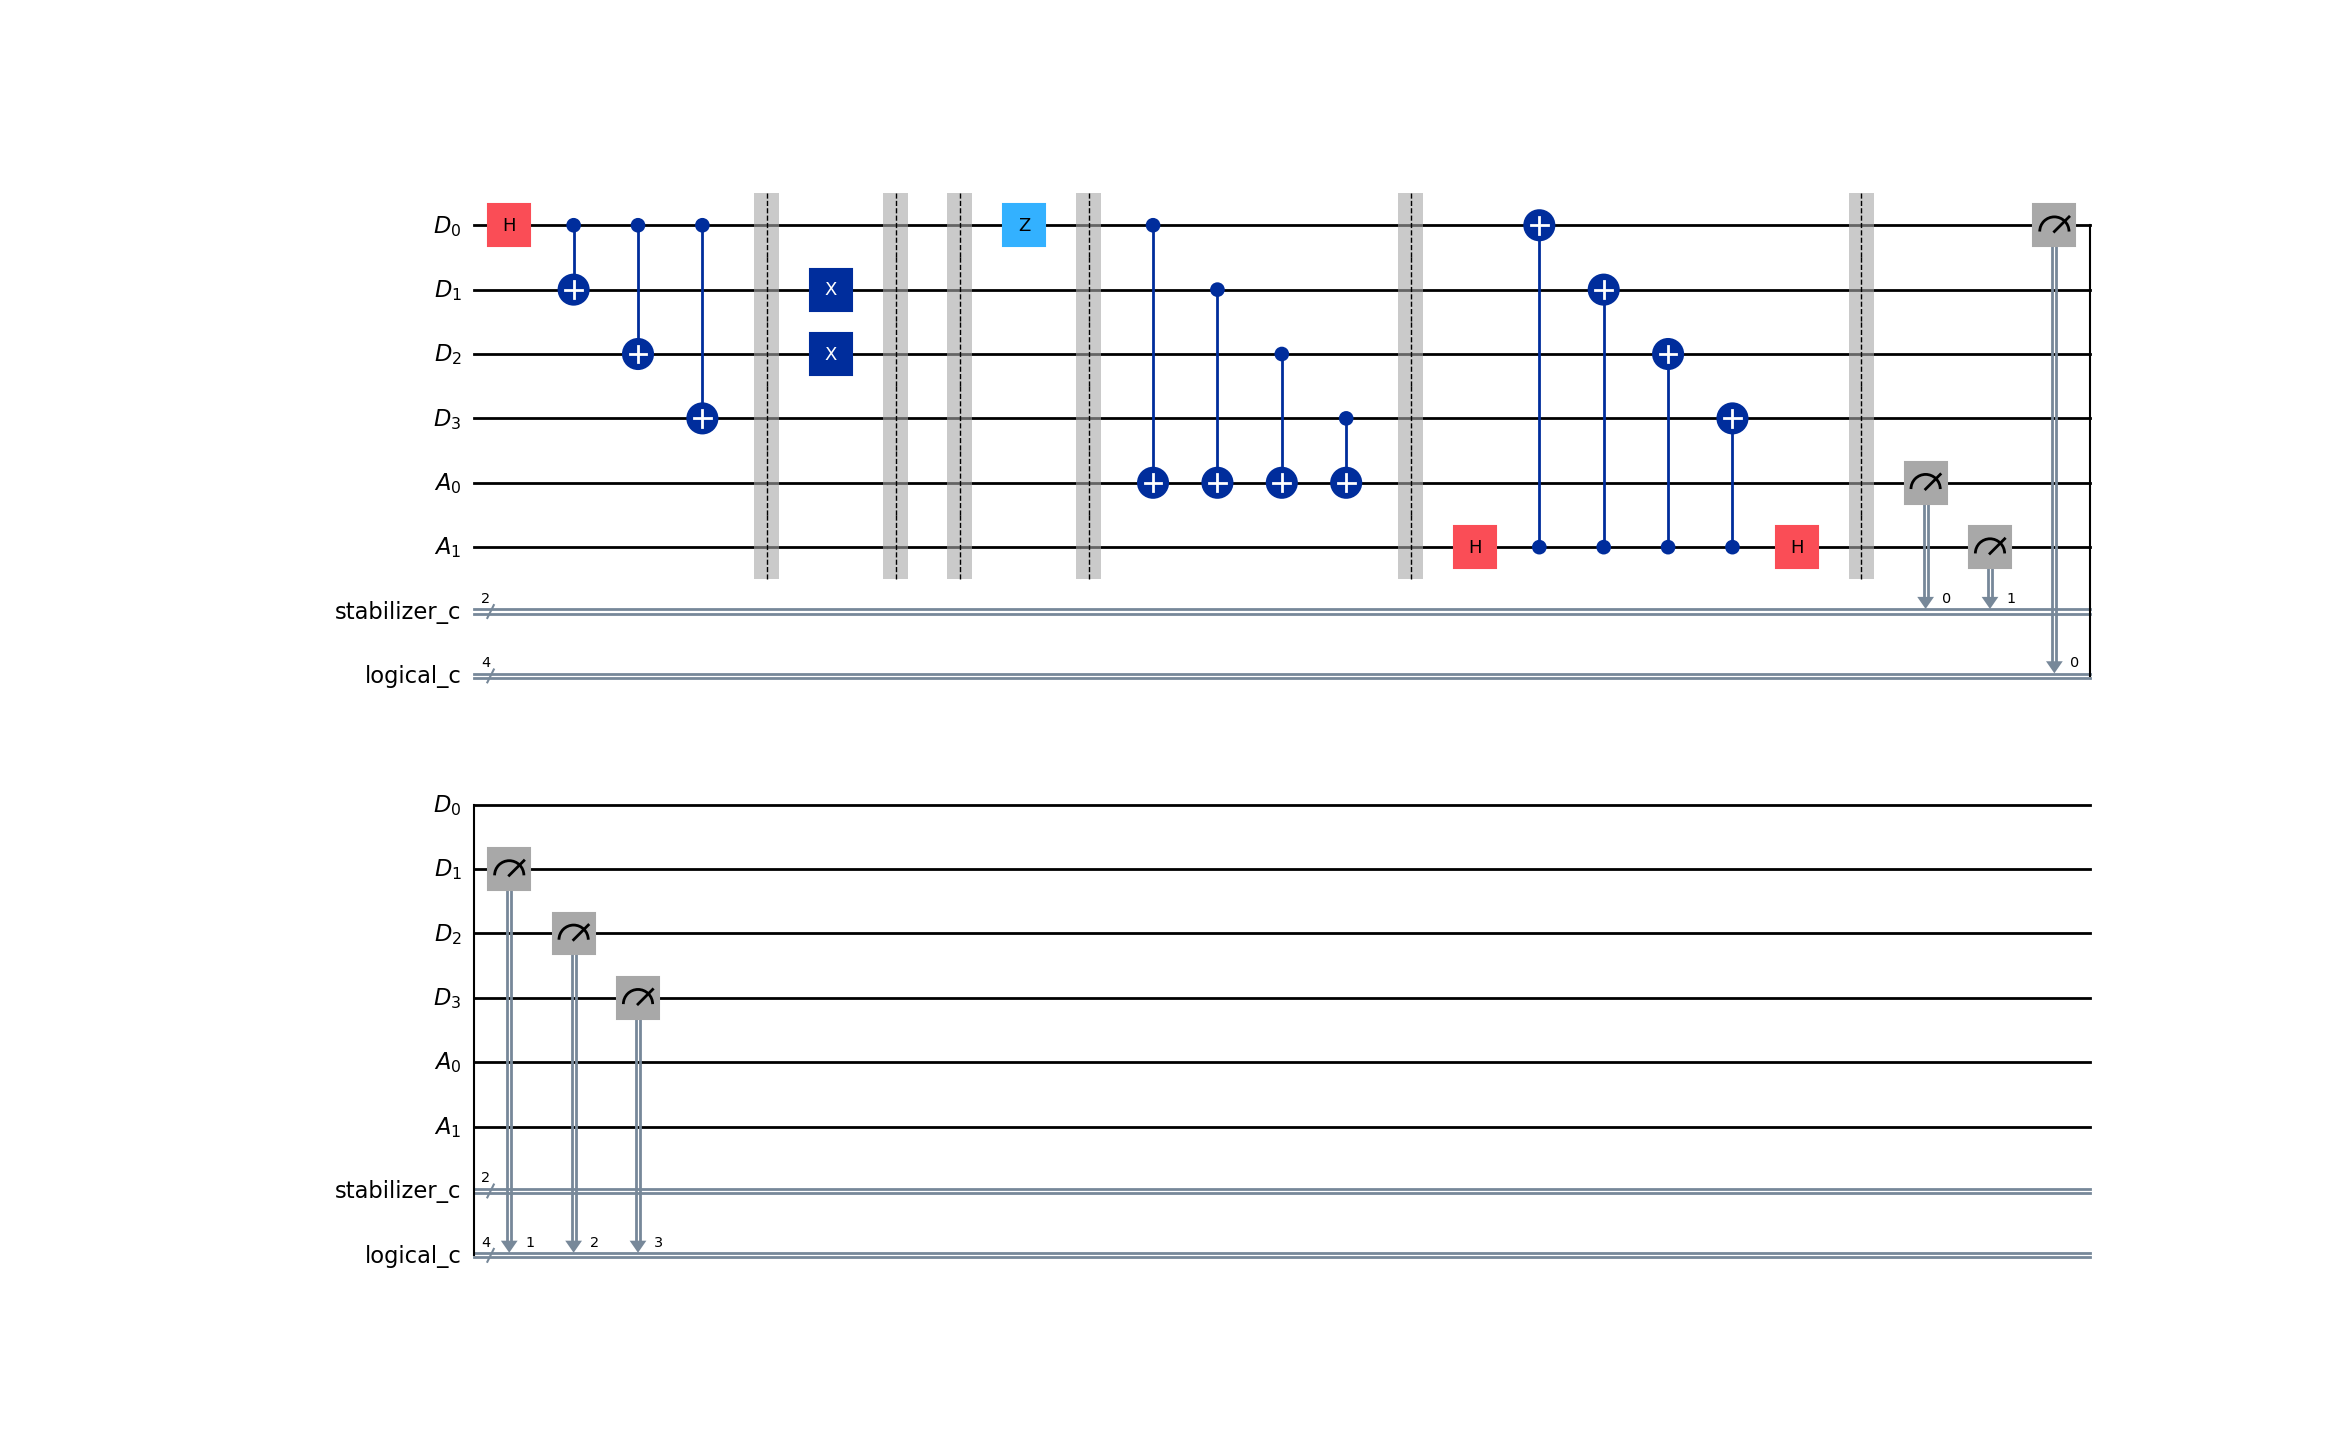 D0 H Z
D1 X
D2 X
D3
A0
A1 H H
stabilizer_c 2 0 1
logical_c 4 0
D0
D1
D2
D3
A0
A1
stabilizer_c 2
logical_c 4 1 2 3